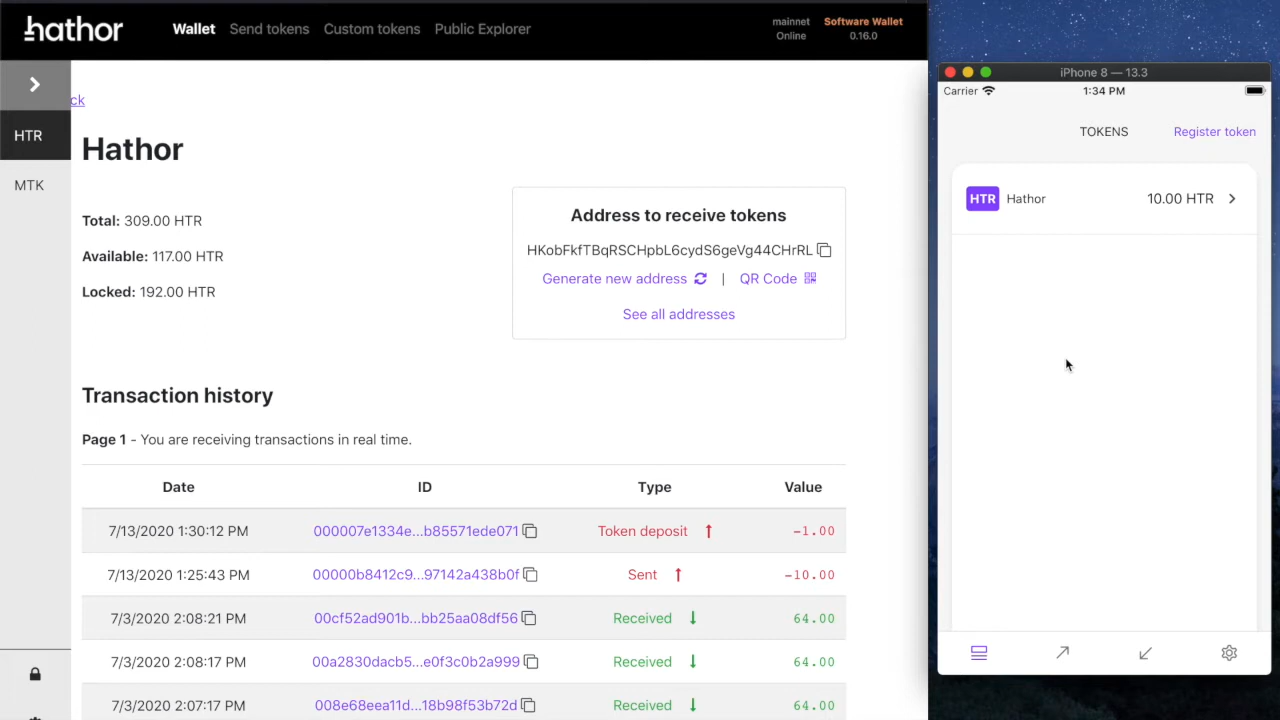 hathor Wallet Send tokens Custom tokens Public Explorer mainnet Software Wallet
Online 0.16.0
ck
HTR
MTK
Hathor
Total: 309.00 HTR
Available: 117.00 HTR
Locked: 192.00 HTR
Address to receive tokens
HKobFkfTBqRSCHpbL6cydS6geVg44CHrRL
Generate new address | QR Code
See all addresses
Transaction history
Page 1 - You are receiving transactions in real time.
Date ID Type Value
7/13/2020 1:30:12 PM 000007e1334e...b85571ede071 Token deposit -1.00
7/13/2020 1:25:43 PM 00000b8412c9...97142a438b0f Sent -10.00
7/3/2020 2:08:21 PM 00cf52ad901b...bb25aa08df56 Received 64.00
7/3/2020 2:08:17 PM 00a2830dacb5...e0f3c0b2a999 Received 64.00
7/3/2020 2:07:17 PM 008e68eea11d...18b98f53b72d Received 64.00
iPhone 8 — 13.3
Carrier 1:34 PM
TOKENS Register token
HTR Hathor 10.00 HTR